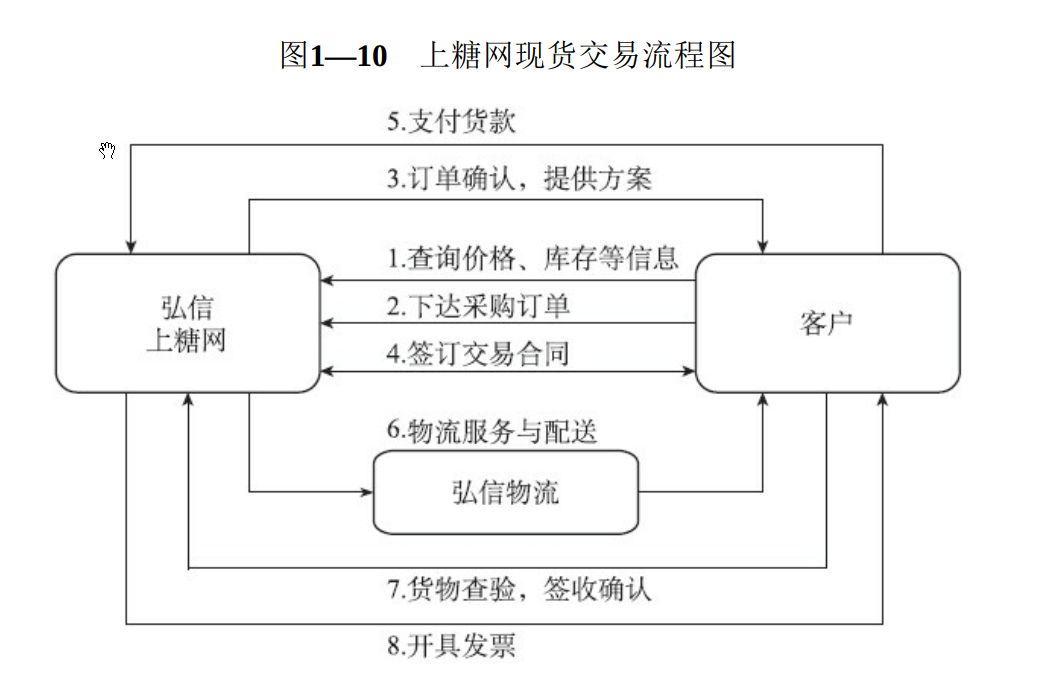 图1—10 上糖网现货交易流程图
5.支付货款
3.订单确认，提供方案
1.查询价格、库存等信息
弘信
上糖网
2.下达采购订单
客户
4.签订交易合同
6.物流服务与配送
弘信物流
7.货物查验，签收确认
8.开具发票